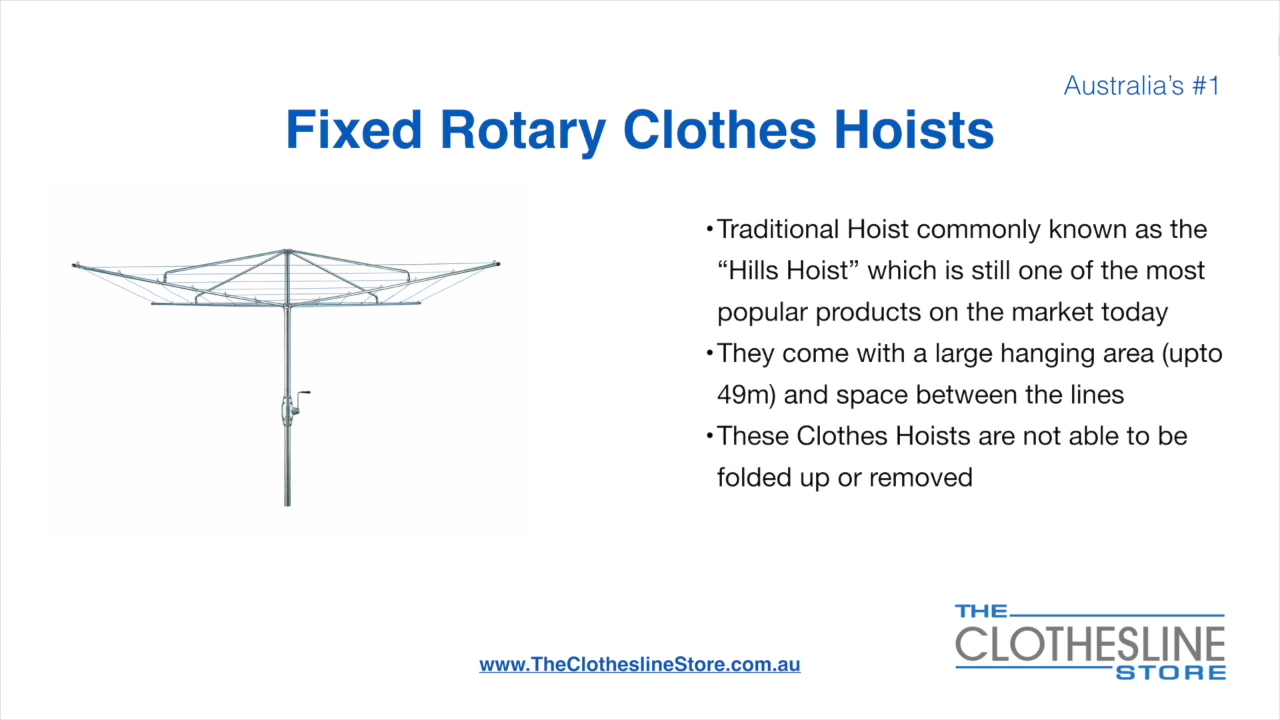 Australia's #1
Fixed Rotary Clothes Hoists
•Traditional Hoist commonly known as the
“Hills Hoist” which is still one of the most
popular products on the market today
•They come with a large hanging area (upto
49m) and space between the lines
•These Clothes Hoists are not able to be
folded up or removed
THE
CLOTHESLINE
STORE
www.TheClotheslineStore.com.au